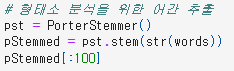 # 형태소 분석을 위한 어간 추출
pst = PorterStemmer()
pStemmed = pst.stem(str(words))
pStemmed[:100]